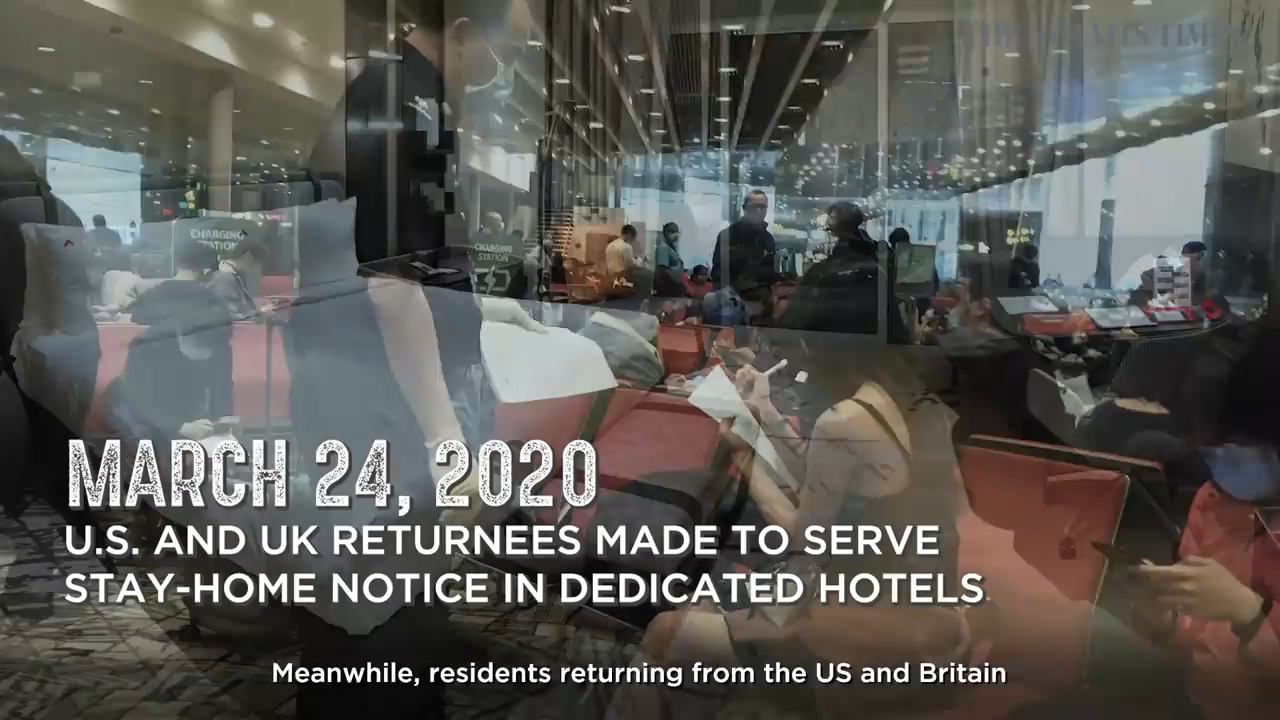 CHARGING
STATION
CHARGING
STATION
MARCH 24, 2020
U.S. AND UK RETURNEES MADE TO SERVE
STAY-HOME NOTICE IN DEDICATED HOTELS
Meanwhile, residents returning from the US and Britain